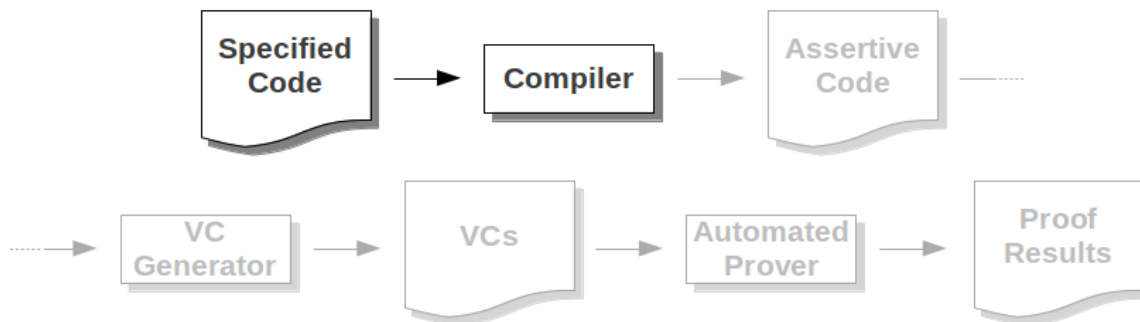 Specified
Code
Compiler
Assertive
Code
VC
Generator
VCs
Automated
Prover
Proof
Results